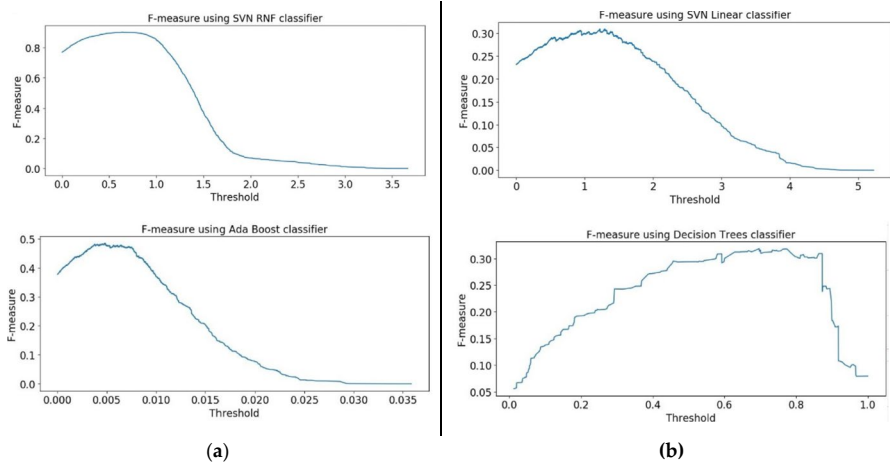 F-measure using SVN RNF classifier
0.8
0.6
0.4
0.2
0.0
F-measure
0.0 0.5 1.0 1.5 2.0 2.5 3.0 3.5
Threshold
F-measure using Ada Boost classifier
0.5
0.4
0.3
0.2
0.1
0.0
F-measure
0.000 0.005 0.010 0.015 0.020 0.025 0.030 0.035
Threshold
(a)
F-measure using SVN Linear classifier
0.30
0.25
0.20
0.15
0.10
0.05
0.00
F-measure
0 1 2 3 4 5
Threshold
F-measure using Decision Trees classifier
0.30
0.25
0.20
0.15
0.10
0.05
F-measure
0.0 0.2 0.4 0.6 0.8 1.0
Threshold
(b)